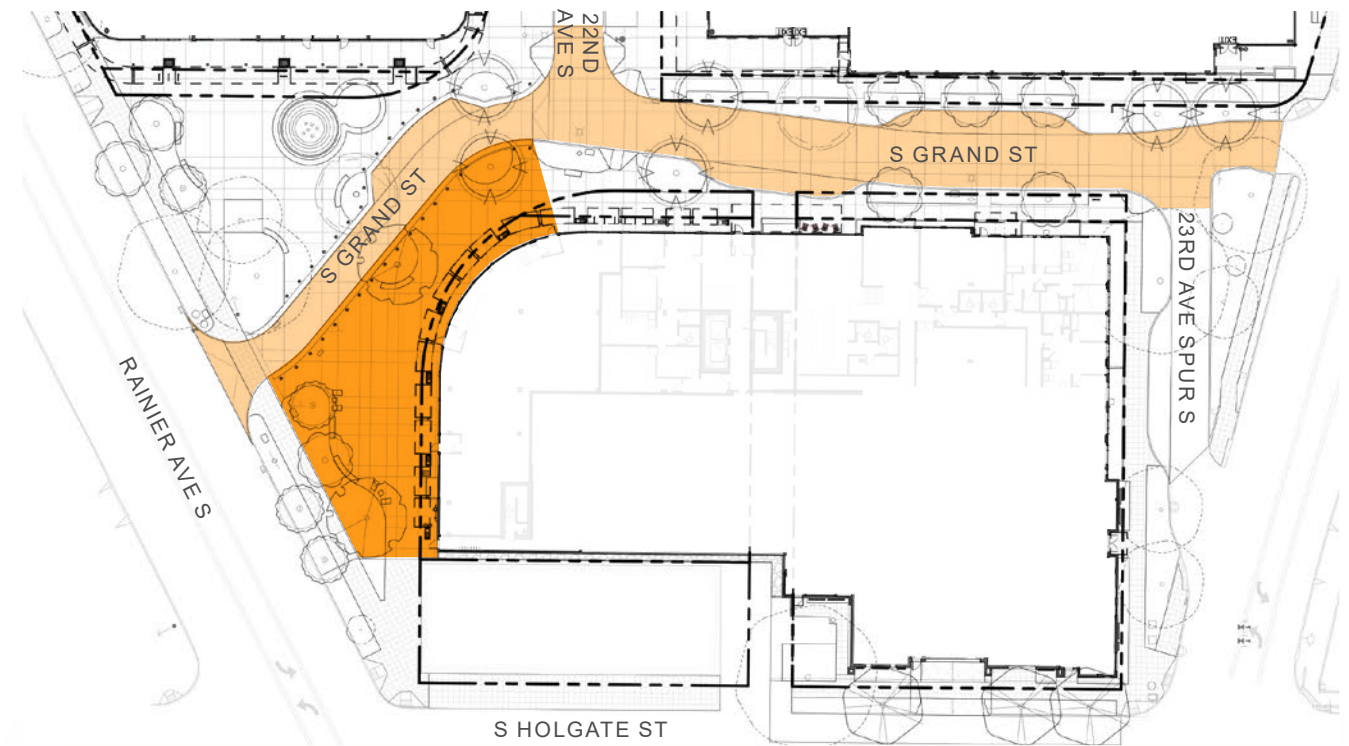 22ND
AVE S
S GRAND ST
S GRAND ST
23RD AVE SPUR S
RAINIER AVE S
S HOLGATE ST